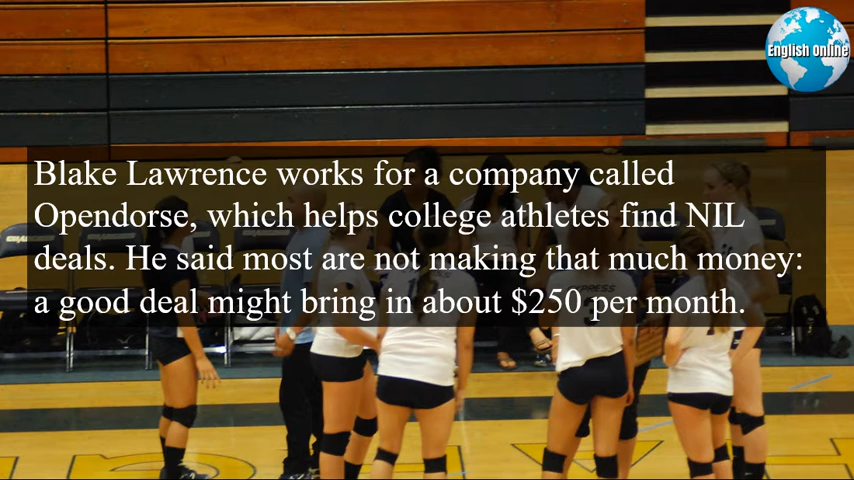 English Online
Blake Lawrence works for a company called
Opendorse, which helps college athletes find NIL
deals. He said most are not making that much money:
a good deal might bring in about $250 per month.